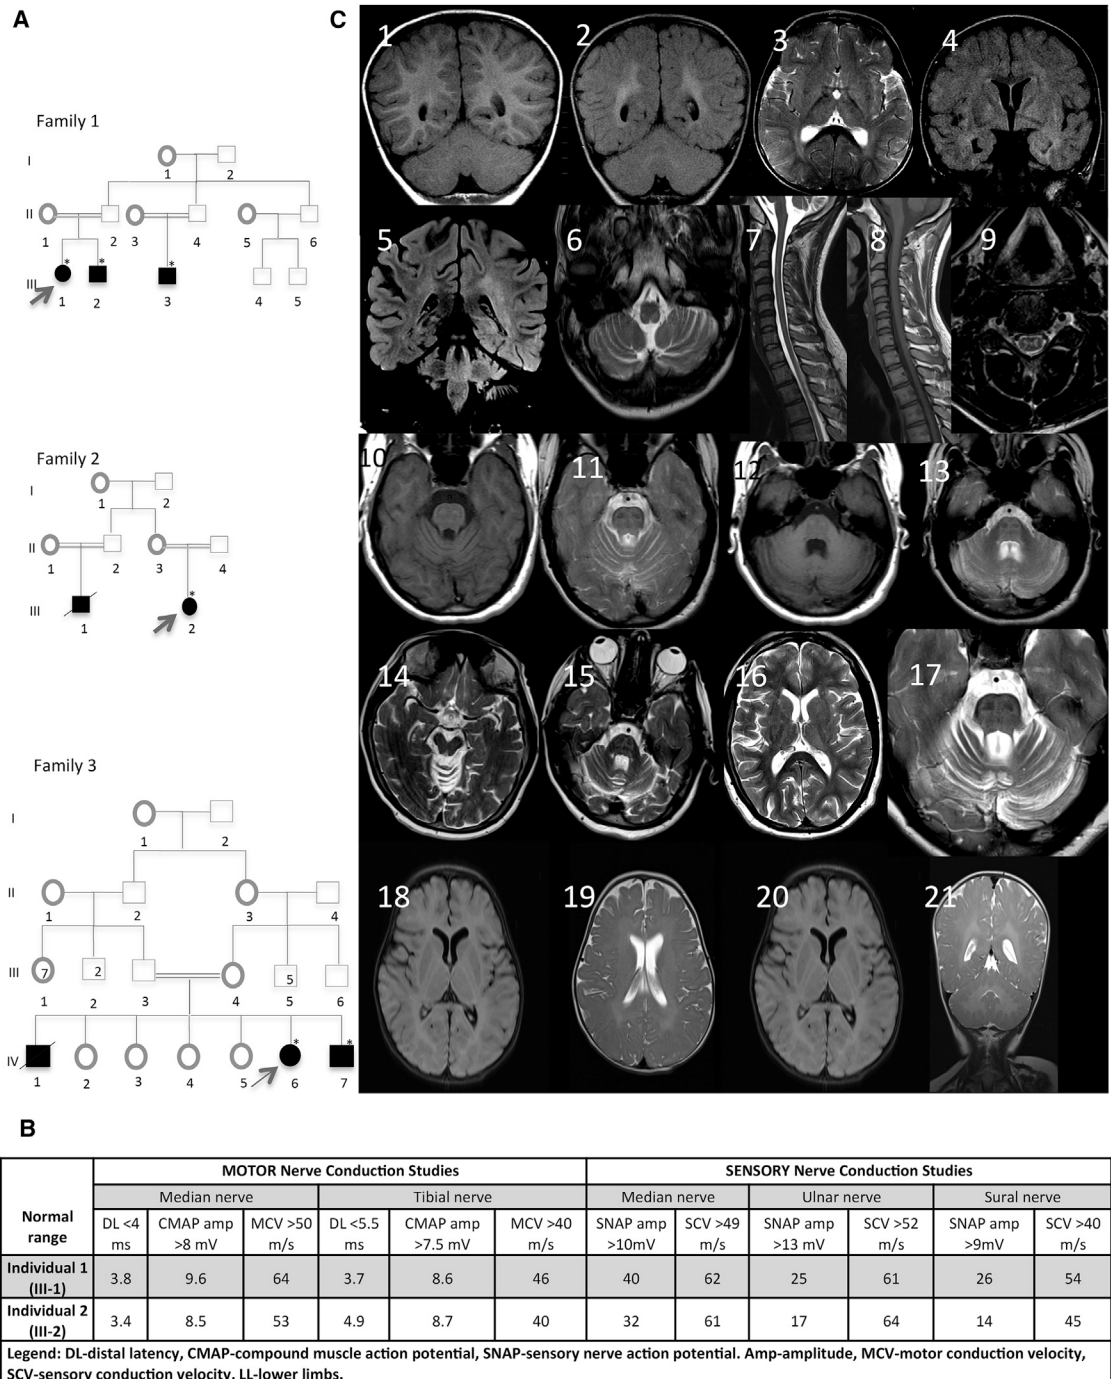 A
C
Family 1
I
1 2
II
1 2 3 4 5 6
* * *
III
1 2 3 4 5
Family 2
I
1 2
II
1 2 3 4
*
III
1 2
Family 3
I
1 2
II
1 2 3 4
III
7 2 5
1 2 3 4 5 6
* *
IV
1 2 3 4 5 6 7
1 2 3 4
5 6 7 8 9
10 11 12 13
14 15 16 17
18 19 20 21
B
Normal range
MOTOR Nerve Conduction Studies SENSORY Nerve Conduction Studies
Median nerve Tibial nerve Median nerve Ulnar nerve Sural nerve
DL <4 ms CMAP amp >8 mV MCV >50 m/s DL <5.5 ms CMAP amp >7.5 mV MCV >40 m/s SNAP amp >10mV SCV >49 m/s SNAP amp >13 mV SCV >52 m/s SNAP amp >9mV SCV >40 m/s
Individual 1 (III-1) 3.8 9.6 64 3.7 8.6 46 40 62 25 61 26 54
Individual 2 (III-2) 3.4 8.5 53 4.9 8.7 40 32 61 17 64 14 45
Legend: DL-distal latency, CMAP-compound muscle action potential, SNAP-sensory nerve action potential. Amp-amplitude, MCV-motor conduction velocity,
SCV-sensory conduction velocity, LL-lower limbs.